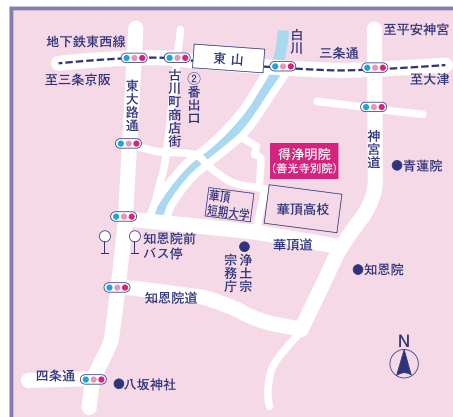 地下鉄東西線
白川
至平安神宮
東山
三条通
至三条京阪
②番出口
古川町商店街
至大津
東大路通
神宮道
得浄明院
(善光寺別院)
青蓮院
華頂
短期大学
華頂高校
知恩院前
バス停
華頂道
浄土宗
宗務庁
知恩院
知恩院道
N
四条通
八坂神社